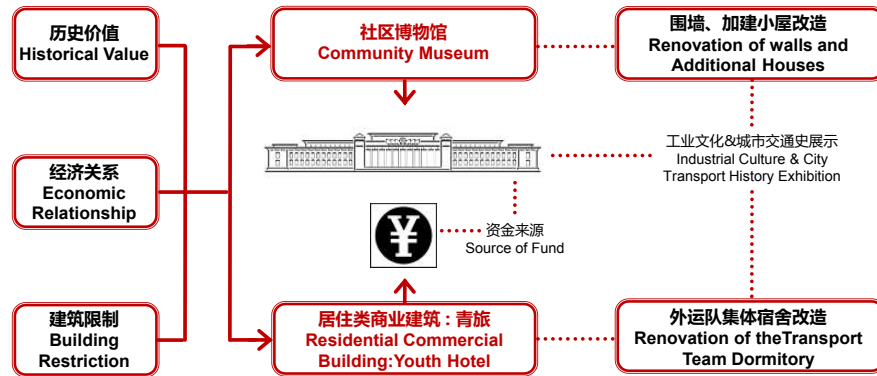 历史价值
Historical Value
社区博物馆
Community Museum
围墙、加建小屋改造
Renovation of walls and
Additional Houses
经济关系
Economic
Relationship
工业文化&城市交通史展示
Industrial Culture & City
Transport History Exhibition
¥
资金来源
Source of Fund
建筑限制
Building
Restriction
居住类商业建筑：青旅
Residential Commercial
Building:Youth Hotel
外运队集体宿舍改造
Renovation of theTransport
Team Dormitory